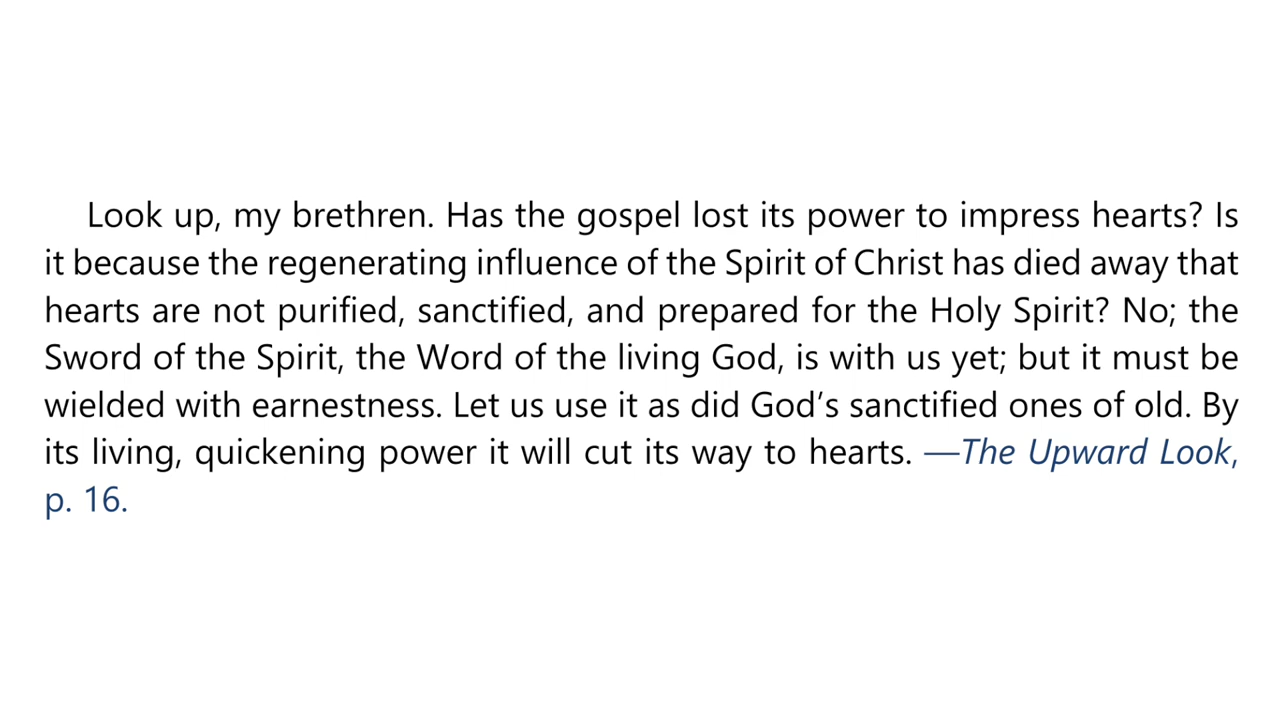 Look up, my brethren. Has the gospel lost its power to impress hearts? Is
it because the regenerating influence of the Spirit of Christ has died away that
hearts are not purified, sanctified, and prepared for the Holy Spirit? No; the
Sword of the Spirit, the Word of the living God, is with us yet; but it must be
wielded with earnestness. Let us use it as did God’s sanctified ones of old. By
its living, quickening power it will cut its way to hearts. —The Upward Look,
p. 16.